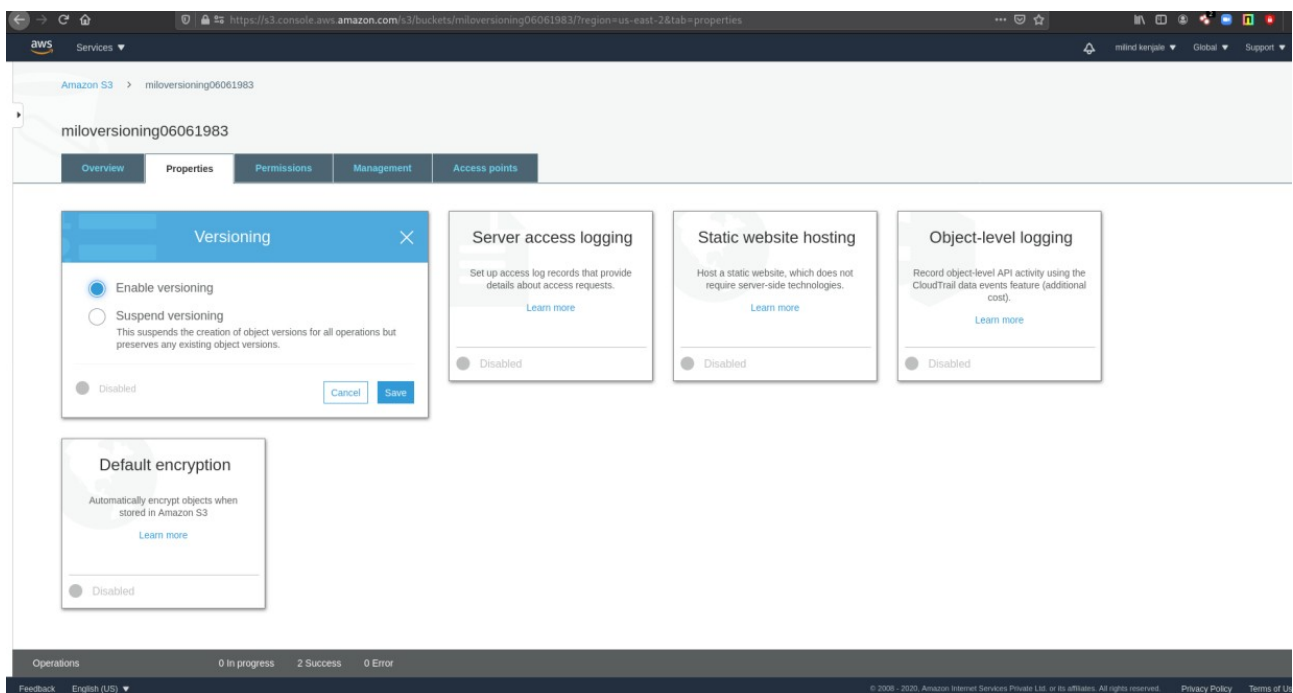 https://s3.console.aws.amazon.com/s3/buckets/miloversioning06061983/?region=us-east-2&tab=properties
aws Services ▼ milind kenjale ▼ Global ▼ Support ▼
Amazon S3 > miloversioning06061983
miloversioning06061983
Overview Properties Permissions Management Access points
Versioning
Enable versioning
Suspend versioning
This suspends the creation of object versions for all operations but
preserves any existing object versions.
Disabled
Cancel Save
Server access logging
Set up access log records that provide
details about access requests.
Learn more
Disabled
Static website hosting
Host a static website, which does not
require server-side technologies.
Learn more
Disabled
Object-level logging
Record object-level API activity using the
CloudTrail data events feature (additional
cost).
Learn more
Disabled
Default encryption
Automatically encrypt objects when
stored in Amazon S3
Learn more
Disabled
Operations 0 In progress 2 Success 0 Error
Feedback English (US) ▼ © 2008 - 2020, Amazon Internet Services Private Ltd. or its affiliates. All rights reserved. Privacy Policy Terms of Us